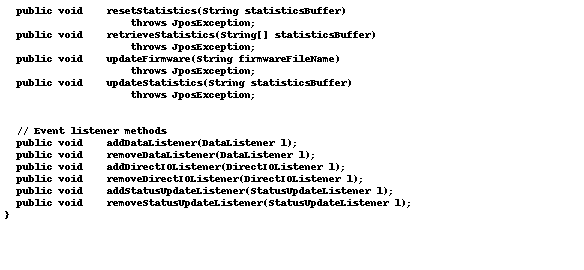 public void    resetStatistics(String statisticsBuffer)
                   throws JposException;
public void    retrieveStatistics(String[] statisticsBuffer)
                   throws JposException;
public void    updateFirmware(String firmwareFileName)
                   throws JposException;
public void    updateStatistics(String statisticsBuffer)
                   throws JposException;
// Event listener methods
public void    addDataListener(DataListener l);
public void    removeDataListener(DataListener l);
public void    addDirectIOListener(DirectIOListener l);
public void    removeDirectIOListener(DirectIOListener l);
public void    addStatusUpdateListener(StatusUpdateListener l);
public void    removeStatusUpdateListener(StatusUpdateListener l);
}